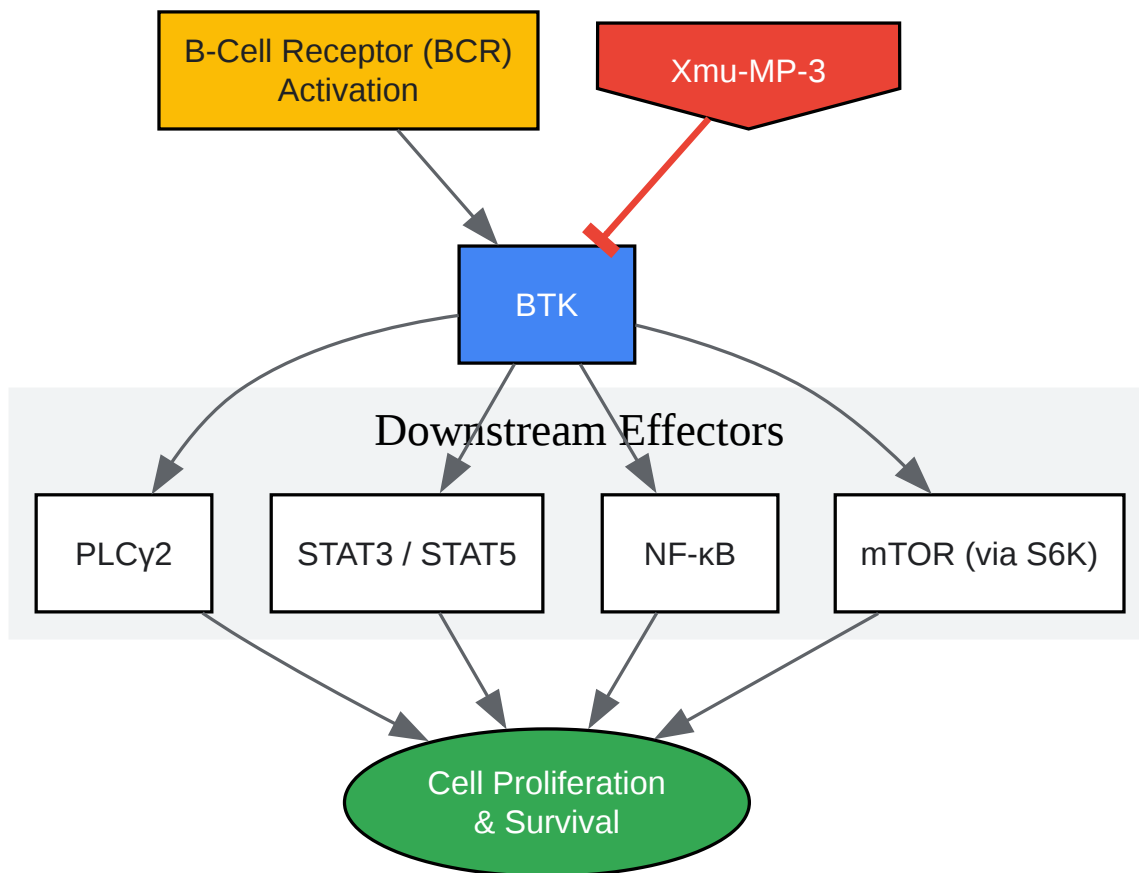 B-Cell Receptor (BCR)
Activation
Xmu-MP-3
BTK
Downstream Effectors
PLCγ2
STAT3 / STAT5
NF-κB
mTOR (via S6K)
Cell Proliferation
& Survival